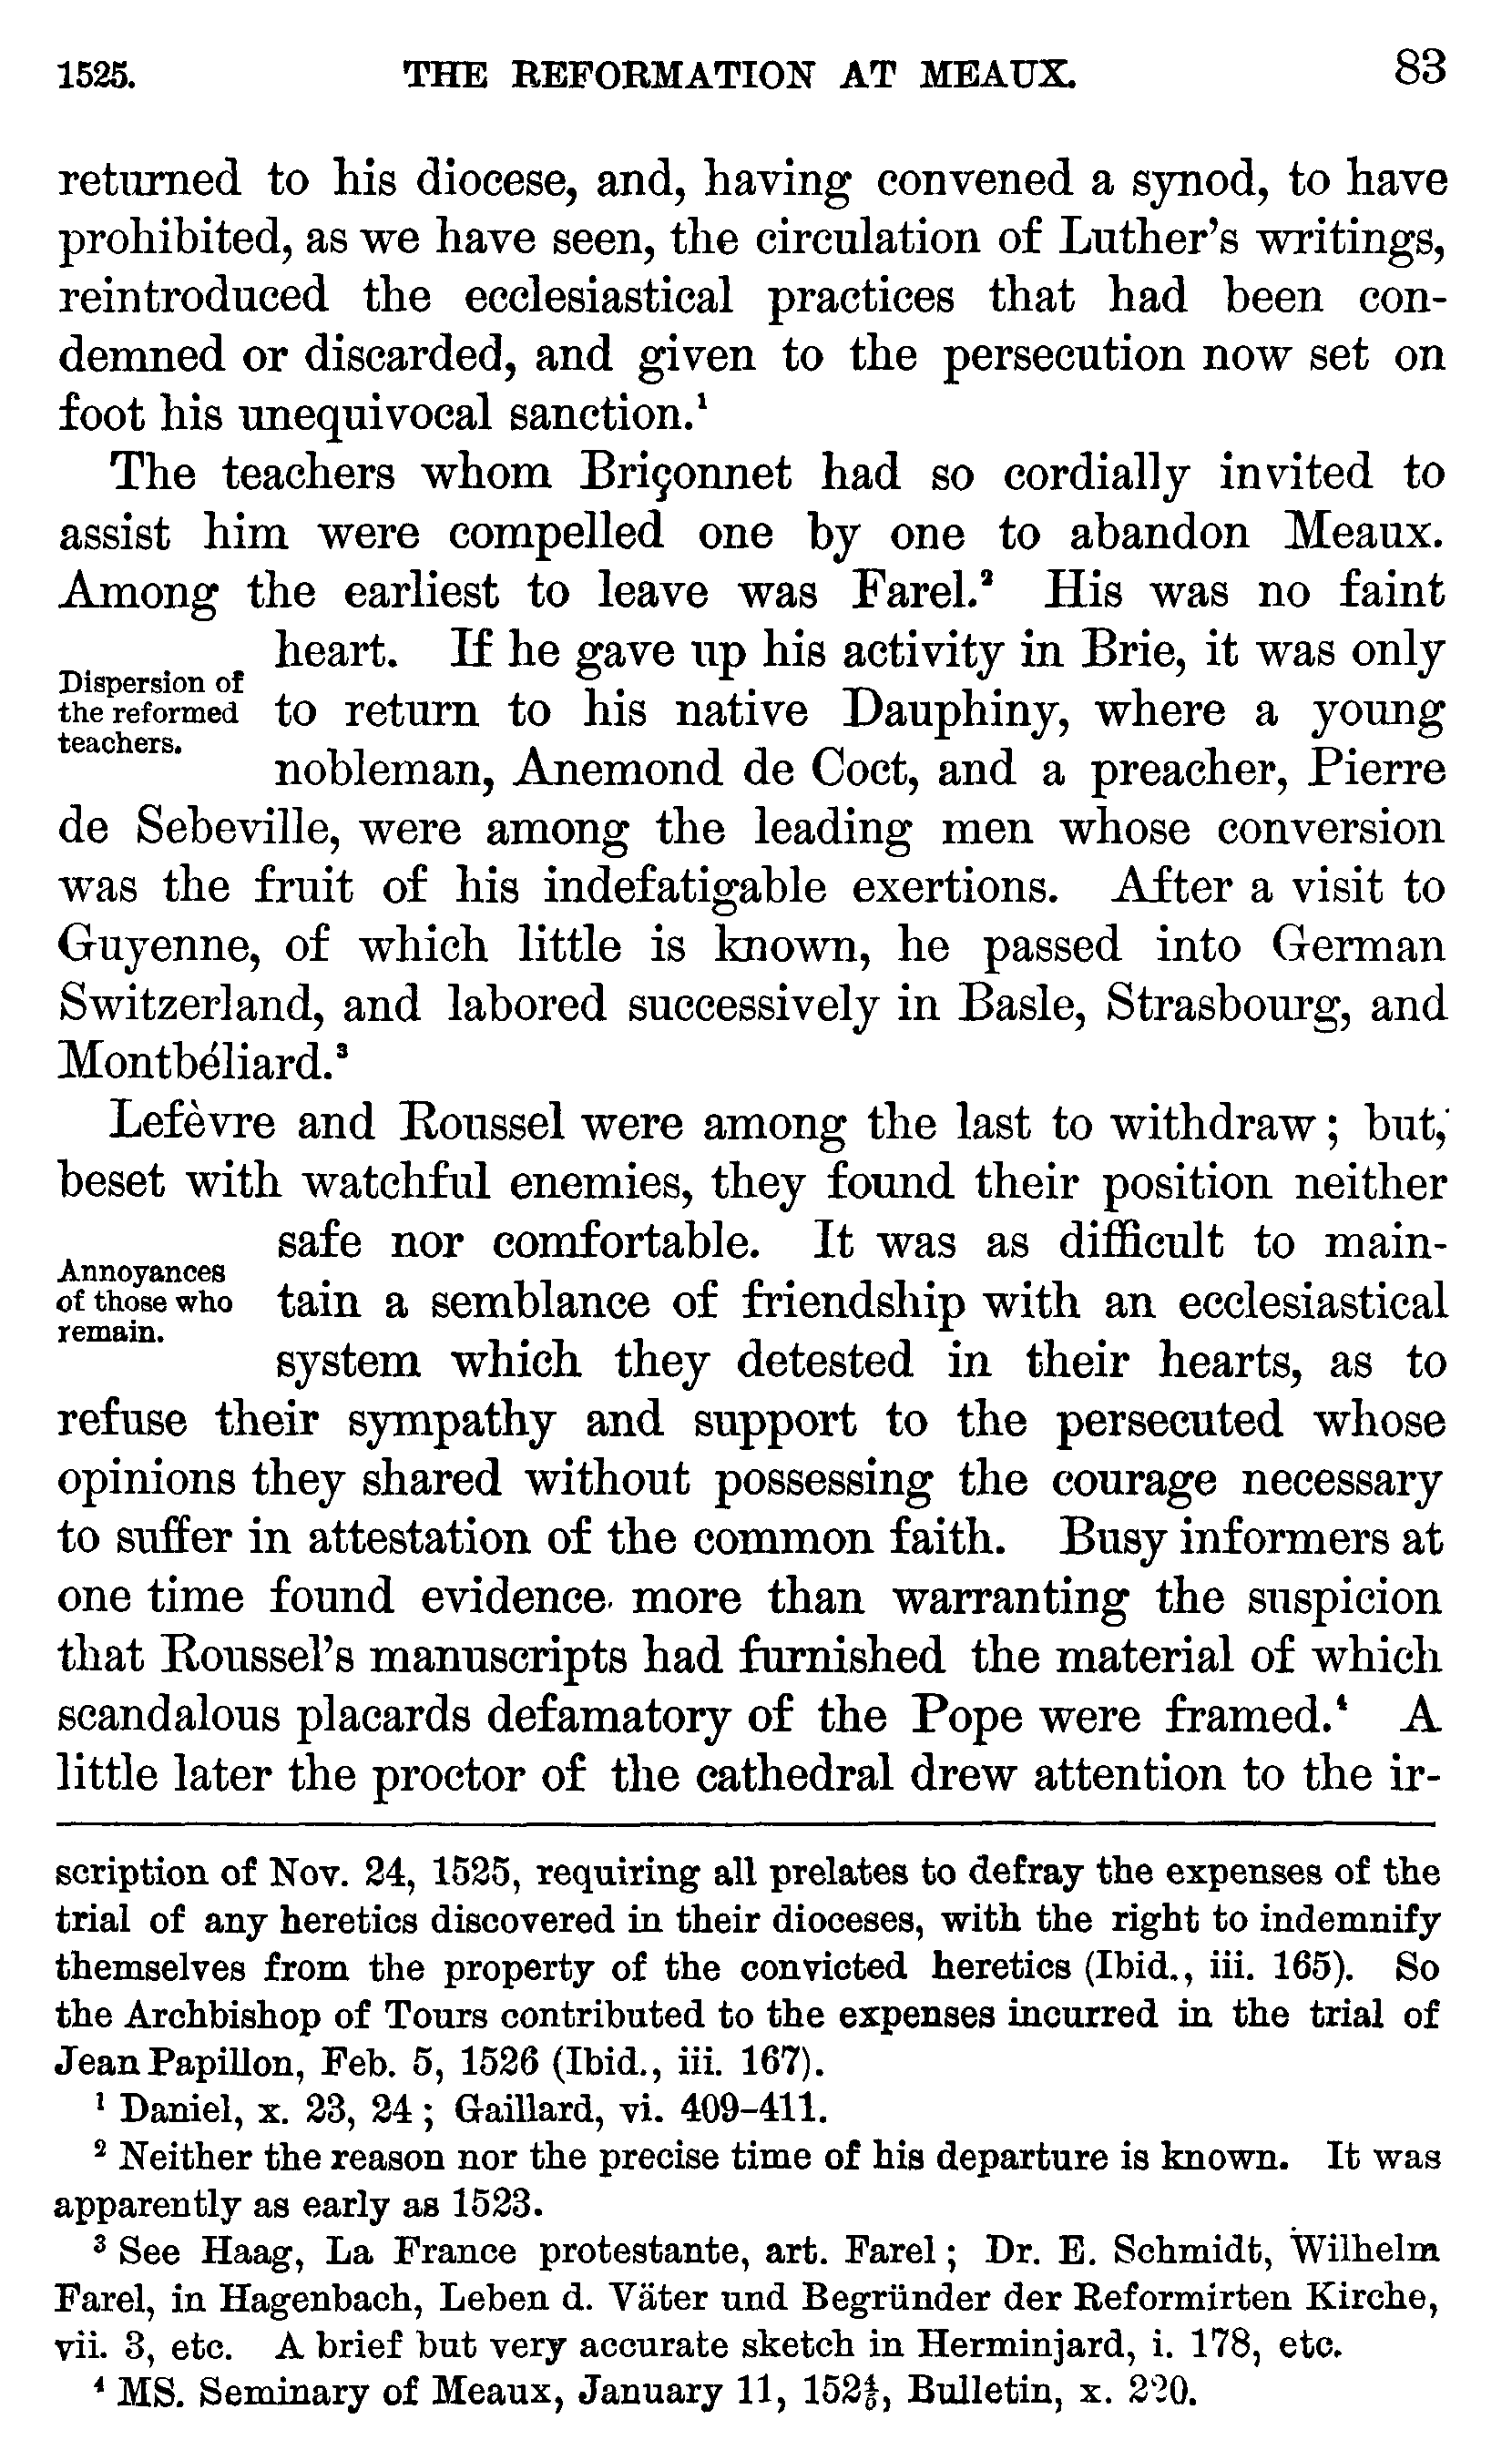 1525. THE REFORMATION AT MEAUX. 83
returned to his diocese, and, having convened a synod, to have
prohibited, as we have seen, the circulation of Luther's writings,
reintroduced the ecclesiastical practices that had been con-
demned or discarded, and given to the persecution now set on
foot his unequivocal sanction.¹
The teachers whom Briçonnet had so cordially invited to
assist him were compelled one by one to abandon Meaux.
Among the earliest to leave was Farel.² His was no faint
heart. If he gave up his activity in Brie, it was only
Dispersion of
the reformed
teachers.
to return to his native Dauphiny, where a young
nobleman, Anemond de Coct, and a preacher, Pierre
de Sebeville, were among the leading men whose conversion
was the fruit of his indefatigable exertions. After a visit to
Guyenne, of which little is known, he passed into German
Switzerland, and labored successively in Basle, Strasbourg, and
Montbéliard.³
Lefèvre and Roussel were among the last to withdraw; but,
beset with watchful enemies, they found their position neither
safe nor comfortable. It was as difficult to main-
Annoyances
of those who
remain.
tain a semblance of friendship with an ecclesiastical
system which they detested in their hearts, as to
refuse their sympathy and support to the persecuted whose
opinions they shared without possessing the courage necessary
to suffer in attestation of the common faith. Busy informers at
one time found evidence more than warranting the suspicion
that Roussel's manuscripts had furnished the material of which
scandalous placards defamatory of the Pope were framed.⁴ A
little later the proctor of the cathedral drew attention to the ir-
scription of Nov. 24, 1525, requiring all prelates to defray the expenses of the
trial of any heretics discovered in their dioceses, with the right to indemnify
themselves from the property of the convicted heretics (Ibid., iii. 165). So
the Archbishop of Tours contributed to the expenses incurred in the trial of
Jean Papillon, Feb. 5, 1526 (Ibid., iii. 167).
¹ Daniel, x. 23, 24; Gaillard, vi. 409-411.
² Neither the reason nor the precise time of his departure is known. It was
apparently as early as 1523.
³ See Haag, La France protestante, art. Farel; Dr. E. Schmidt, Wilhelm
Farel, in Hagenbach, Leben d. Väter und Begründer der Reformirten Kirche,
vii. 3, etc. A brief but very accurate sketch in Herminjard, i. 178, etc.
⁴ MS. Seminary of Meaux, January 11, 152⅘, Bulletin, x. 220.